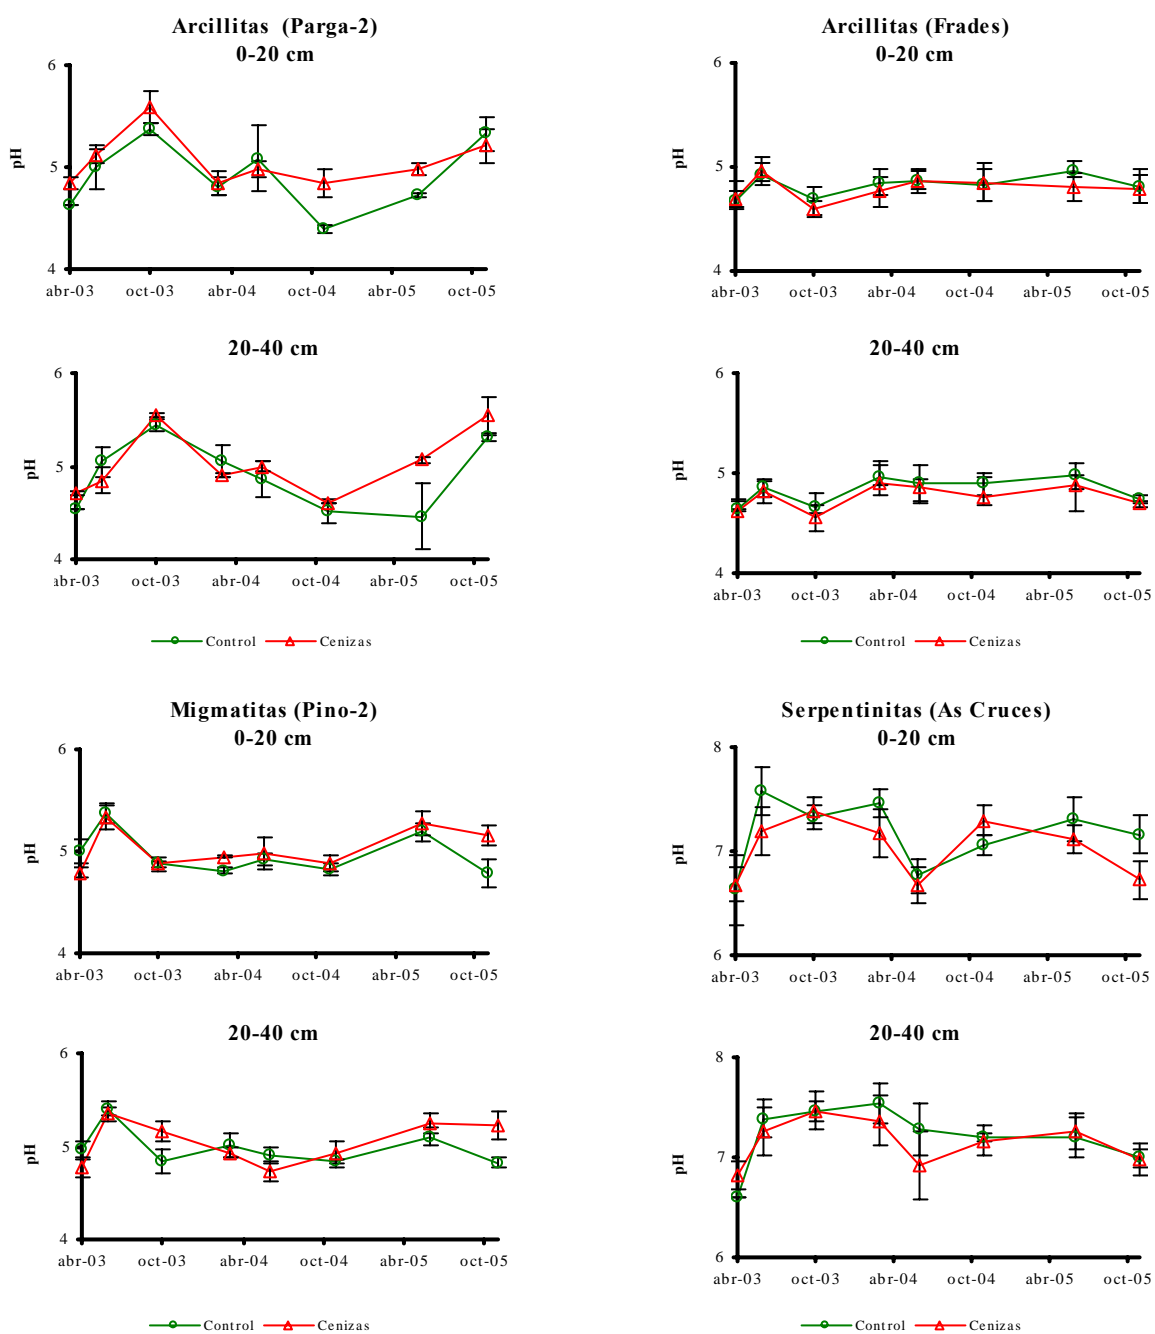 Arcillitas (Parga-2)
0-20 cm
pH
6
5
4
abr-03 oct-03 abr-04 oct-04 abr-05 oct-05
20-40 cm
pH
6
5
4
abr-03 oct-03 abr-04 oct-04 abr-05 oct-05
Control Cenizas
Arcillitas (Frades)
0-20 cm
pH
6
5
4
abr-03 oct-03 abr-04 oct-04 abr-05 oct-05
20-40 cm
pH
6
5
4
abr-03 oct-03 abr-04 oct-04 abr-05 oct-05
Control Cenizas
Migmatitas (Pino-2)
0-20 cm
pH
6
5
4
abr-03 oct-03 abr-04 oct-04 abr-05 oct-05
20-40 cm
pH
6
5
4
abr-03 oct-03 abr-04 oct-04 abr-05 oct-05
Control Cenizas
Serpentinitas (As Cruces)
0-20 cm
pH
8
7
6
abr-03 oct-03 abr-04 oct-04 abr-05 oct-05
20-40 cm
pH
8
7
6
abr-03 oct-03 abr-04 oct-04 abr-05 oct-05
Control Cenizas